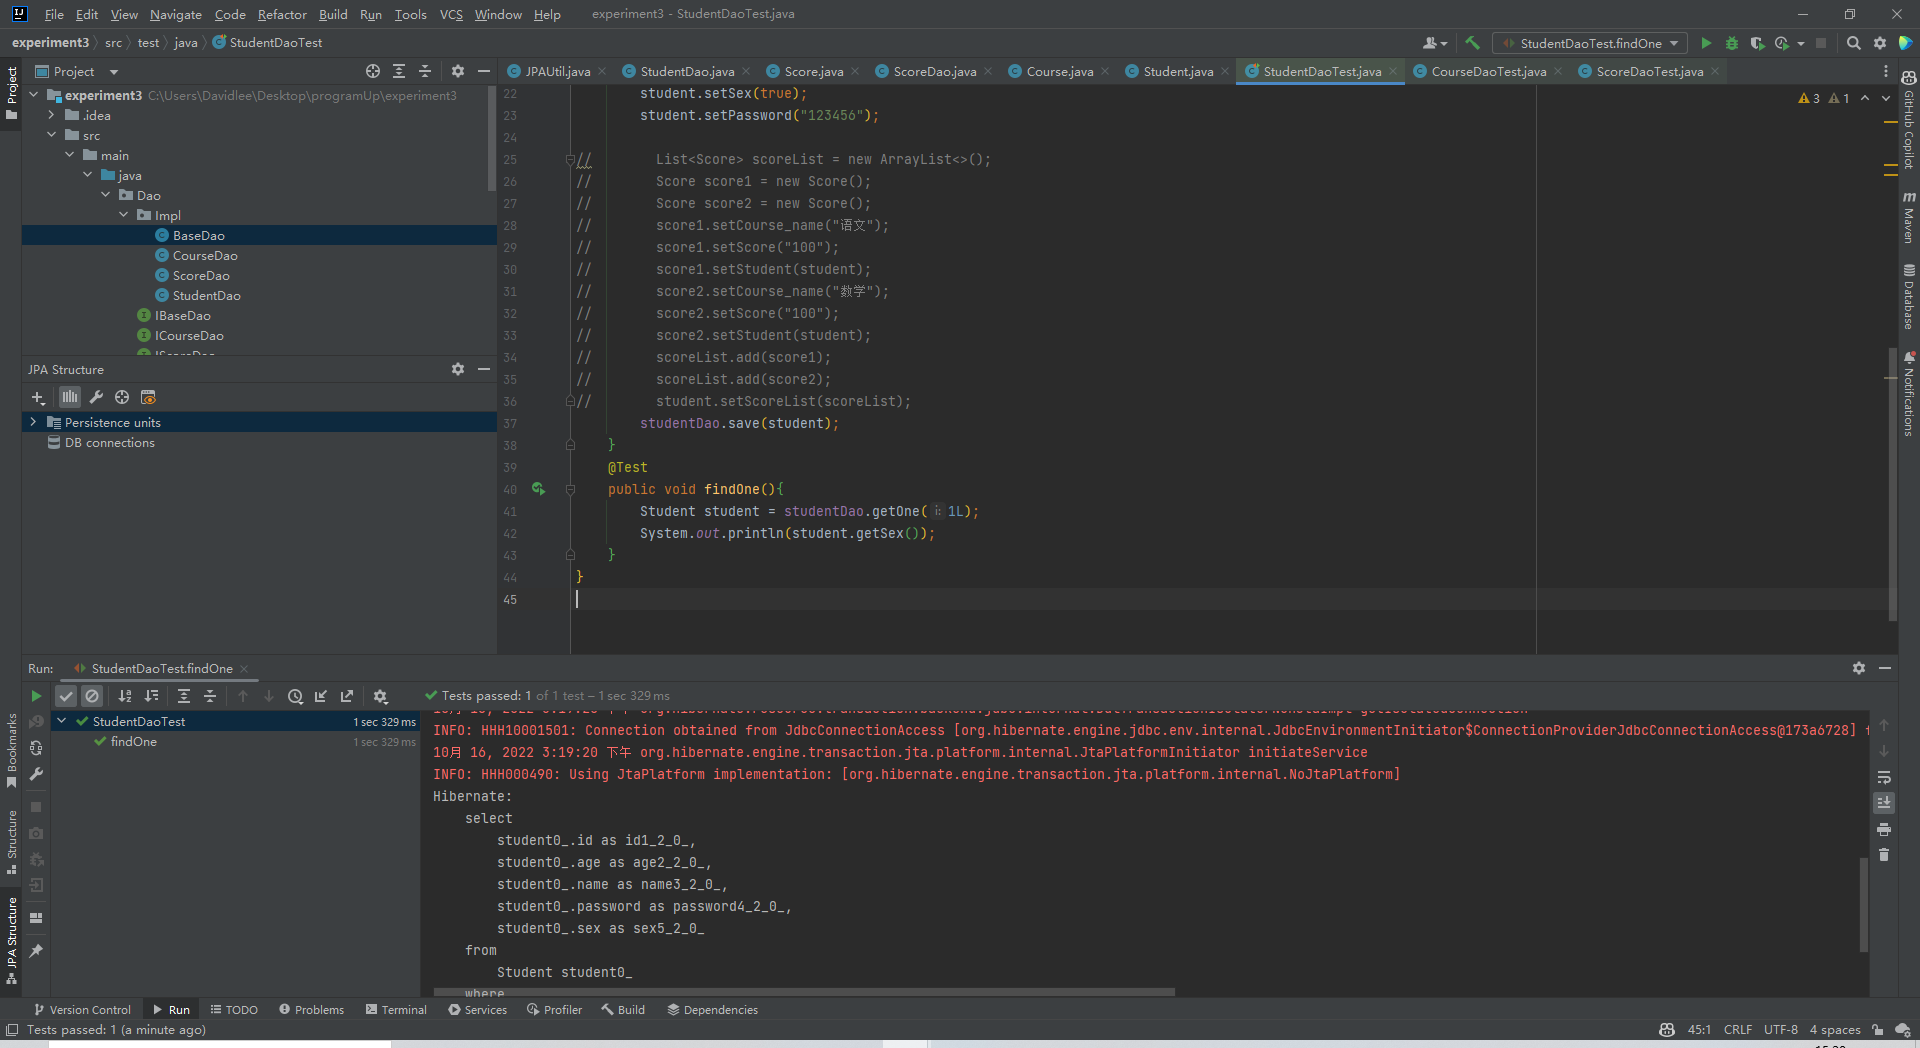 File Edit View Navigate Code Refactor Build Run Tools VCS Window Help experiment3 - StudentDaoTest.java
experiment3 src test java StudentDaoTest
StudentDaoTest.findOne
Project
JPAUtil.java StudentDao.java Score.java ScoreDao.java Course.java Student.java StudentDaoTest.java CourseDaoTest.java ScoreDaoTest.java
experiment3 C:\Users\Davidlee\Desktop\programUp\experiment3
.idea
src
main
java
Dao
Impl
BaseDao
CourseDao
ScoreDao
StudentDao
IBaseDao
ICourseDao
JPA Structure
Persistence units
DB connections
3 1
22 student.setSex(true);
23 student.setPassword("123456");
24
25 // List<Score> scoreList = new ArrayList<>();
26 // Score score1 = new Score();
27 // Score score2 = new Score();
28 // score1.setCourse_name("语文");
29 // score1.setScore("100");
30 // score1.setStudent(student);
31 // score2.setCourse_name("数学");
32 // score2.setScore("100");
33 // score2.setStudent(student);
34 // scoreList.add(score1);
35 // scoreList.add(score2);
36 // student.setScoreList(scoreList);
37 studentDao.save(student);
38 }
39 @Test
40 public void findOne(){
41 Student student = studentDao.getOne( i: 1L);
42 System.out.println(student.getSex());
43 }
44 }
45
Project
Bookmarks
Structure
JPA Structure
GitHub Copilot
Maven
Database
Notifications
Run: StudentDaoTest.findOne
Tests passed: 1 of 1 test – 1 sec 329 ms
StudentDaoTest 1 sec 329 ms
findOne 1 sec 329 ms
INFO: HHH10001501: Connection obtained from JdbcConnectionAccess [org.hibernate.engine.jdbc.env.internal.JdbcEnvironmentInitiator$ConnectionProviderJdbcConnectionAccess@173a6728] f
10月 16, 2022 3:19:20 下午 org.hibernate.engine.transaction.jta.platform.internal.JtaPlatformInitiator initiateService
INFO: HHH000490: Using JtaPlatform implementation: [org.hibernate.engine.transaction.jta.platform.internal.NoJtaPlatform]
Hibernate:
select
student0_.id as id1_2_0_,
student0_.age as age2_2_0_,
student0_.name as name3_2_0_,
student0_.password as password4_2_0_,
student0_.sex as sex5_2_0_
from
Student student0_
where
Version Control Run TODO Problems Terminal Services Profiler Build Dependencies
Tests passed: 1 (a minute ago)
45:1 CRLF UTF-8 4 spaces